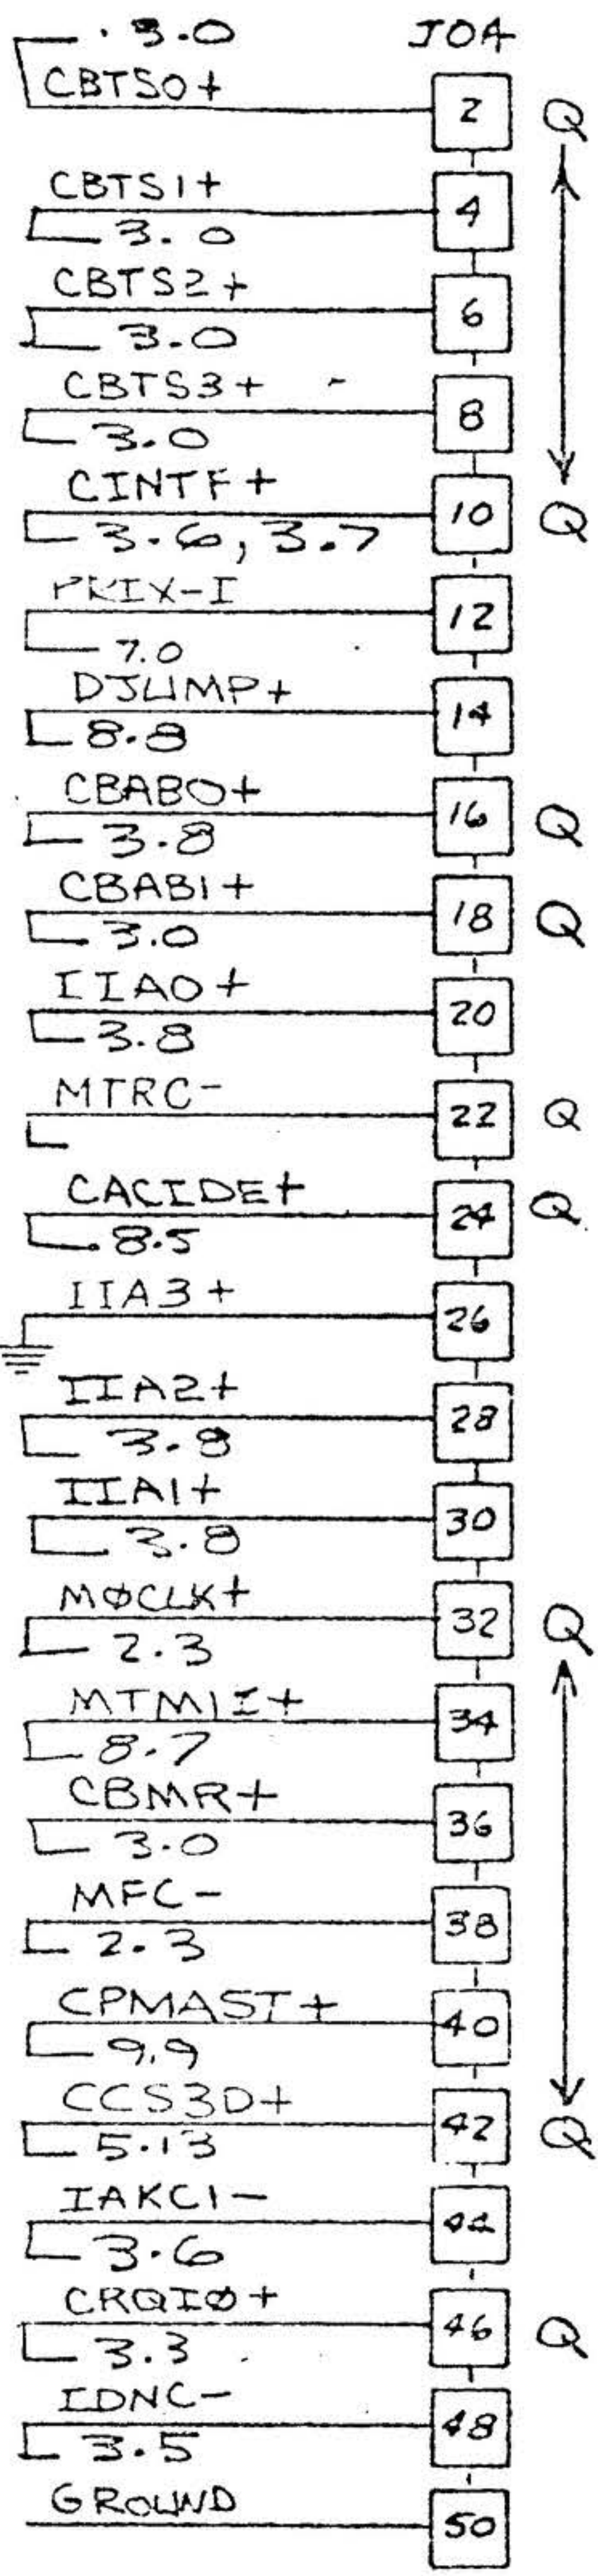 3.0 J04
CBTS0+ 2 Q
CBTS1+ 4
3.0
CBTS2+ 6
3.0
CBTS3+ 8
3.0
CINTF+ 10 Q
3.6, 3.7
PRIX-I 12
7.0
DJUMP+ 14
8.8
CBAB0+ 16 Q
3.8
CBAB1+ 18 Q
3.0
IIA0+ 20
3.8
MTRC- 22 Q
CACIDE+ 24 Q
8.5
IIA3+ 26
IIA2+ 28
3.8
IIA1+ 30
3.8
MØCLK+ 32 Q
2.3
MTM1I+ 34
8.7
CBMR+ 36
3.0
MFC- 38
2.3
CPMAST+ 40
9.9
CCS3D+ 42 Q
5.13
IAKC1- 44
3.6
CRQIØ+ 46 Q
3.3
IDNC- 48
3.5
GROUND 50